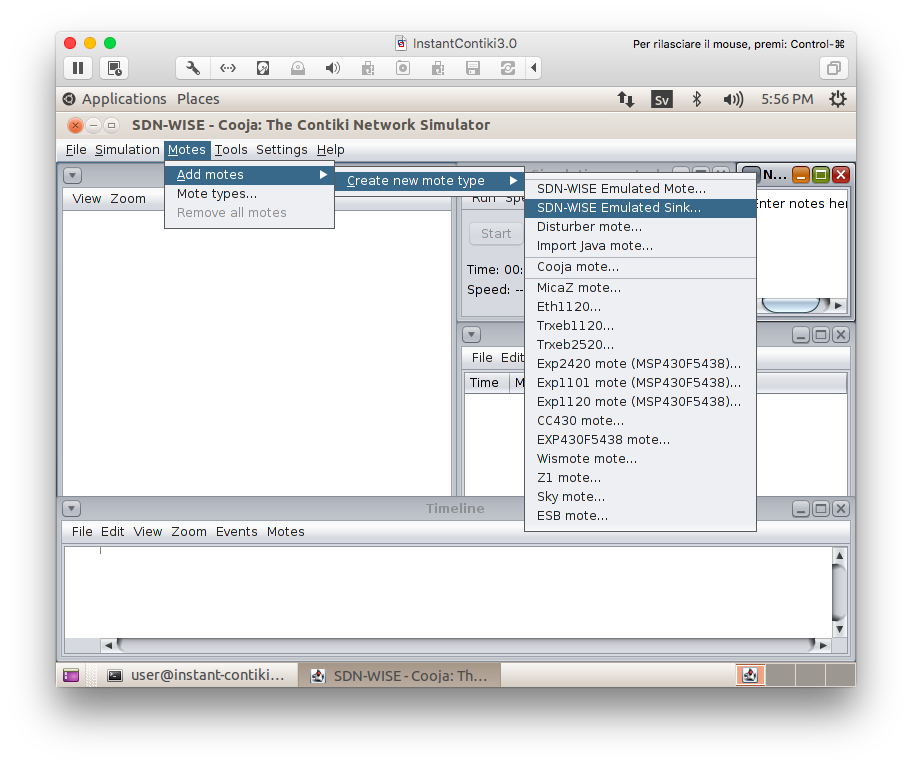 InstantContiki3.0
Per rilasciare il mouse, premi: Control-⌘
Applications Places
Sv
5:56 PM
SDN-WISE - Cooja: The Contiki Network Simulator
File Simulation Motes Tools Settings Help
Add motes
Mote types...
Remove all motes
Create new mote type
SDN-WISE Emulated Mote...
SDN-WISE Emulated Sink...
Disturber mote...
Import Java mote...
Cooja mote...
MicaZ mote...
Eth1120...
Trxeb1120...
Trxeb2520...
Exp2420 mote (MSP430F5438)...
Exp1101 mote (MSP430F5438)...
Exp1120 mote (MSP430F5438)...
CC430 mote...
EXP430F5438 mote...
Wismote mote...
Z1 mote...
Sky mote...
ESB mote...
View Zoom
Run Spe
Start
Time: 00:
Speed: --
N...
Enter notes her
File Edit
Time M
Timeline
File Edit View Zoom Events Motes
user@instant-contiki...
SDN-WISE - Cooja: Th...